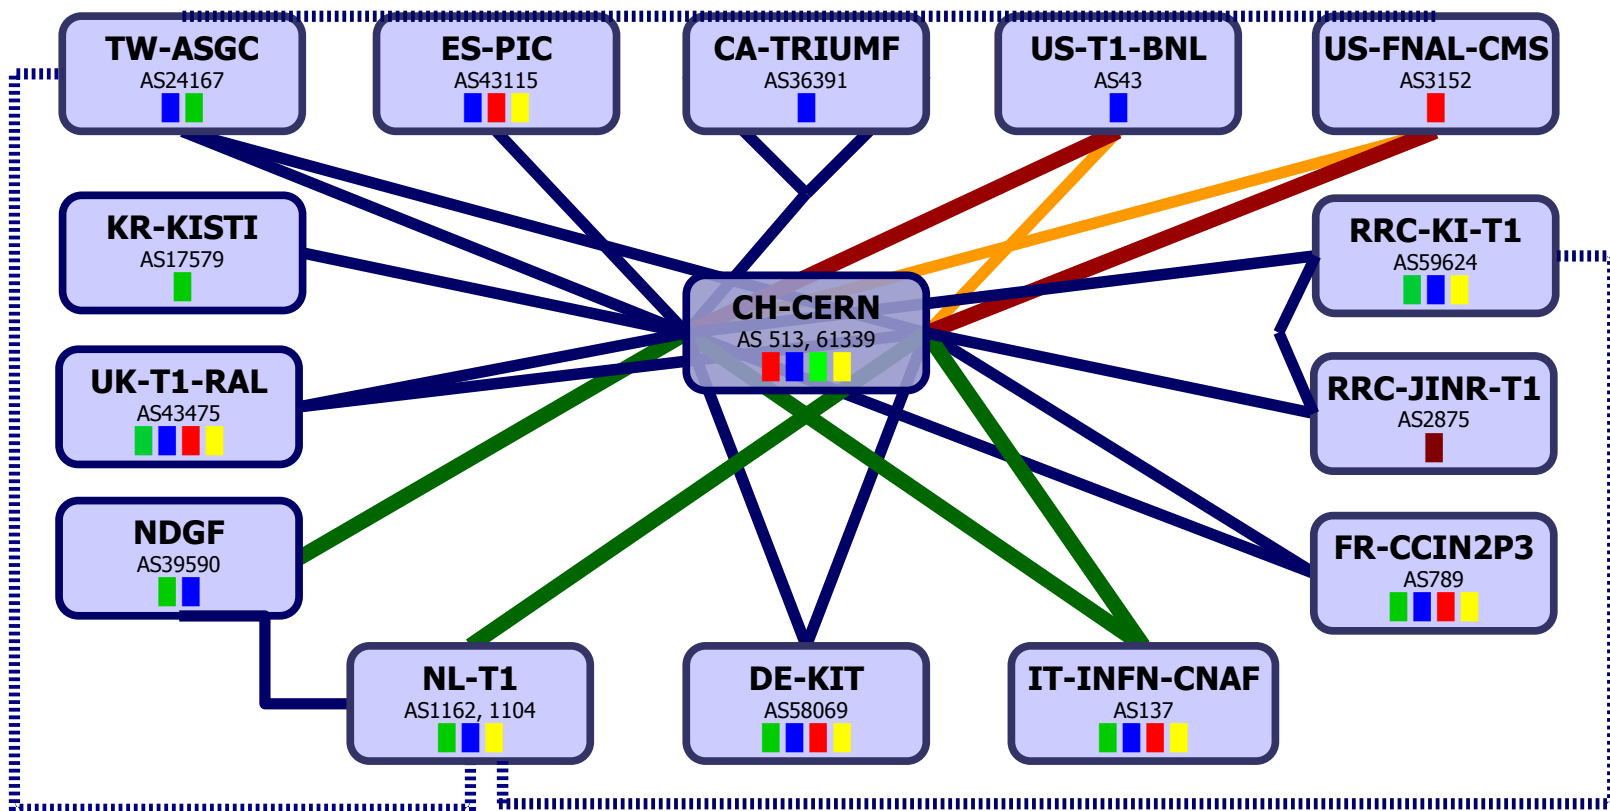 TW-ASGC
AS24167
ES-PIC
AS43115
CA-TRIUMF
AS36391
US-T1-BNL
AS43
US-FNAL-CMS
AS3152
KR-KISTI
AS17579
RRC-KI-T1
AS59624
CH-CERN
AS 513, 61339
UK-T1-RAL
AS43475
RRC-JINR-T1
AS2875
NDGF
AS39590
FR-CCIN2P3
AS789
NL-T1
AS1162, 1104
DE-KIT
AS58069
IT-INFN-CNAF
AS137